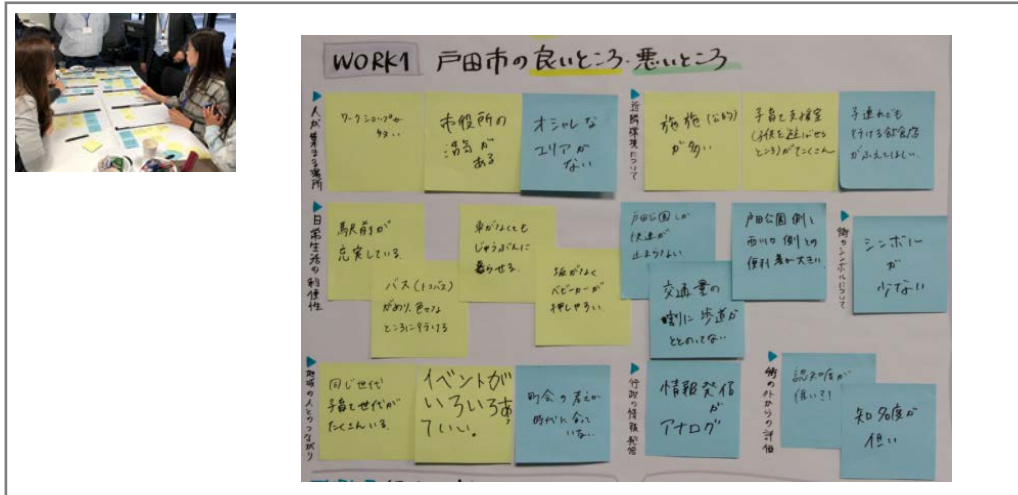 WORK1 戸田市の良いところ・悪いところ
人が集まる場所
ワークショップが
多い
市役所の
活気が
ある
オシャレな
エリアが
ない
近隣環境について
施施(公的)
が多い
子育て支援室
(子供を遊ばせる
ところ)がたくさん
子連れでも
行ける飲食店
がふえてほしい
日常生活の利便性
駅前が
充実している
バス(トコバス)
があり、色々な
ところに行ける
車がなくても
じゅうぶんに
暮らせる
坂がなく
ベビーカーが
押しやすい
戸田公園しか
快速が
止まらない
交通量の
割に歩道が
ととのってない
戸田公園側と
西側との
便利差が大きい
街のシンボルについて
シンボル
が
少ない
地域の人とのつながり
同じ世代
子育て世代が
たくさんいる
イベントが
いろいろあっ
ていい。
町会の考えが
時代に合って
いない
行政の情報発信
情報発信
が
アナログ
街の外からの評価
認知度が
低い?!
知名度が
低い